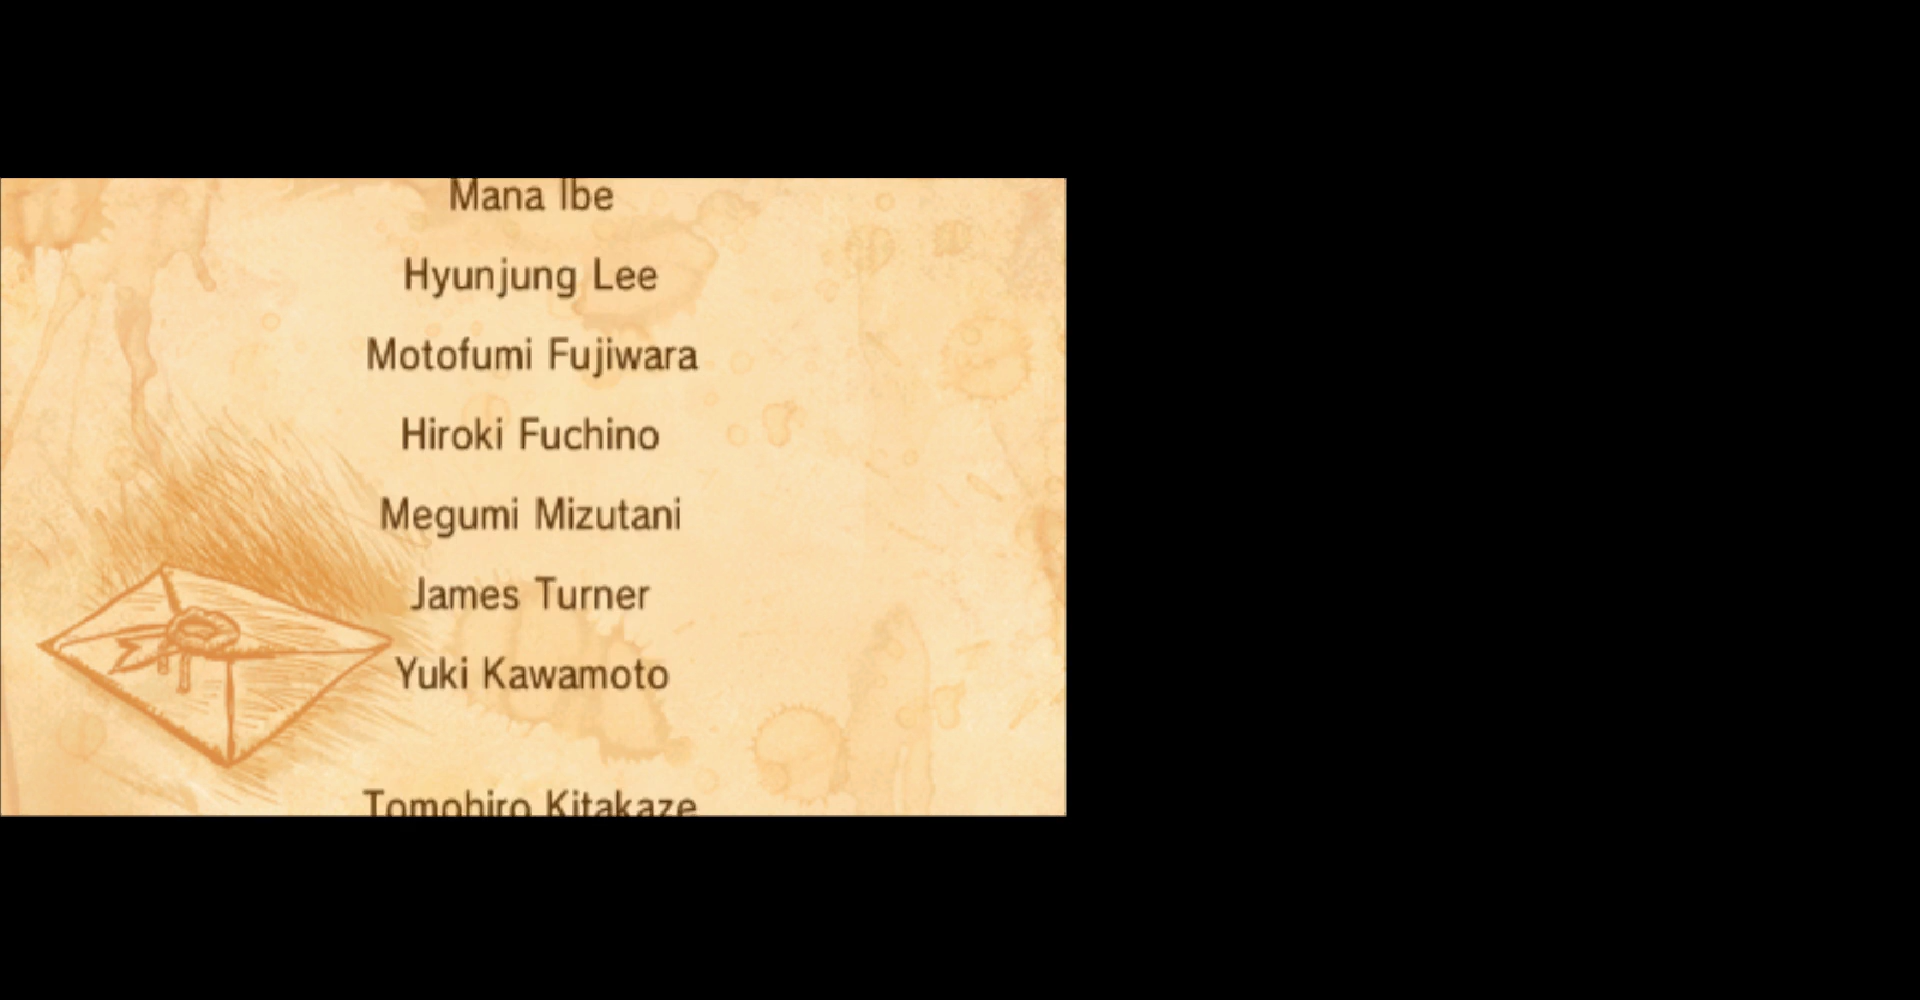 Mana Ibe
Hyunjung Lee
Motofumi Fujiwara
Hiroki Fuchino
Megumi Mizutani
James Turner
Yuki Kawamoto
Tomohiro Kitakaze